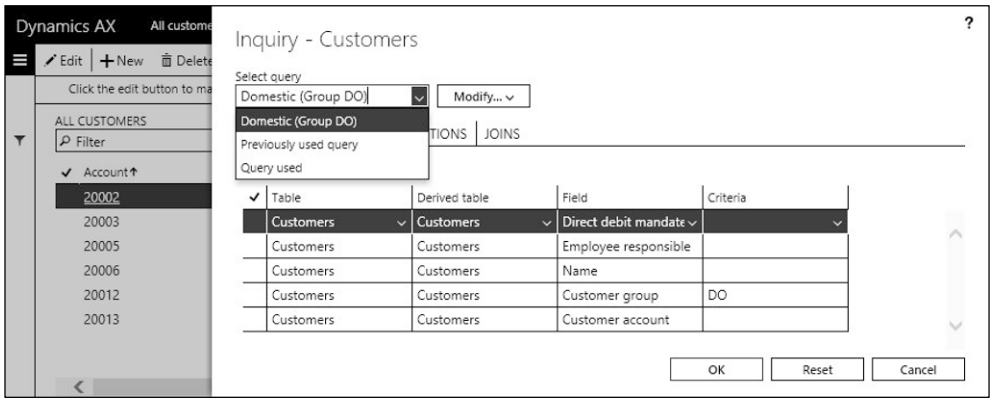 Dynamics AX All custome
Edit New Delete
Click the edit button to ma
ALL CUSTOMERS
Filter
Account
20002
20003
20005
20006
20012
20013
?
Inquiry - Customers
Select query
Domestic (Group DO) Modify...
Domestic (Group DO)
Previously used query
Query used
TIONS JOINS
Table Derived table Field Criteria
Customers Customers Direct debit mandate
Customers Customers Employee responsible
Customers Customers Name
Customers Customers Customer group DO
Customers Customers Customer account
OK Reset Cancel